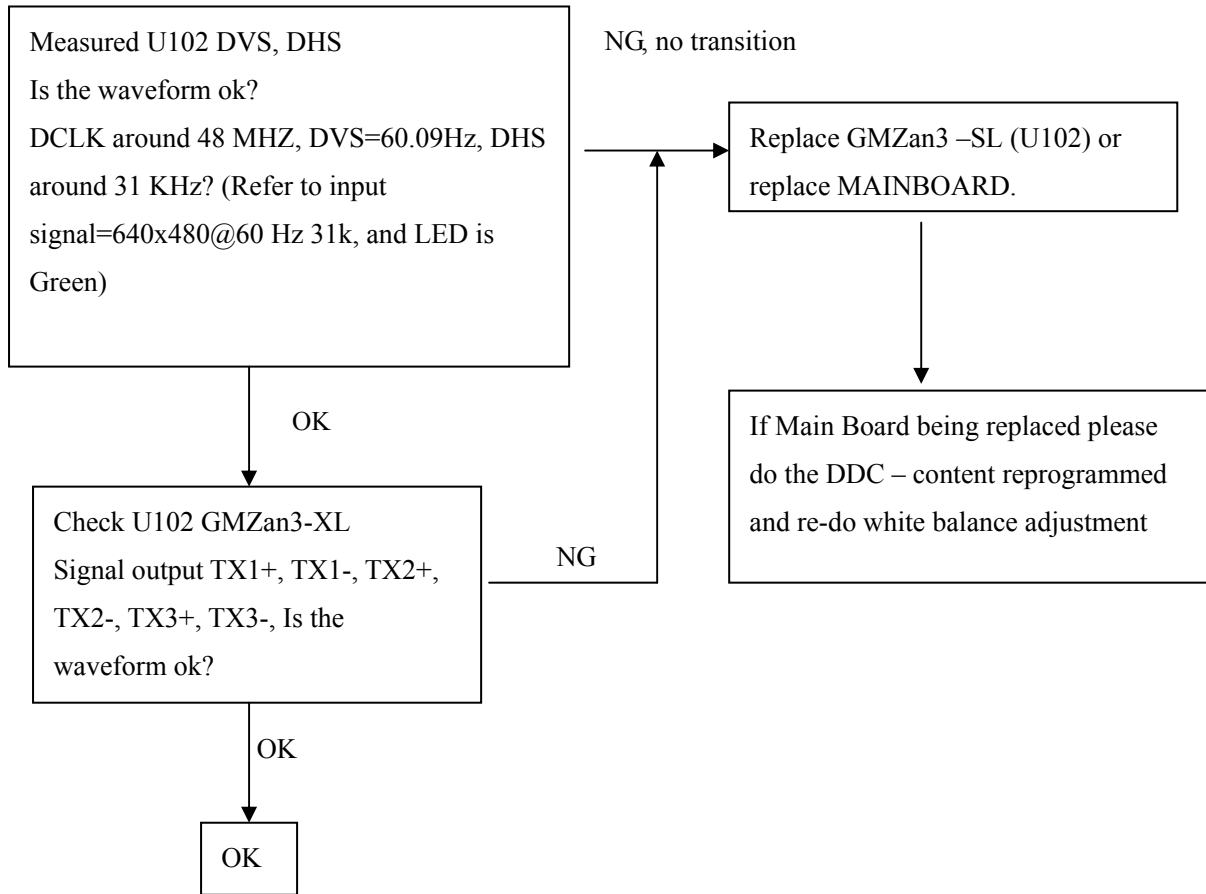 Measured U102 DVS, DHS
Is the waveform ok?
DCLK around 48 MHZ, DVS=60.09Hz, DHS
around 31 KHz? (Refer to input
signal=640x480@60 Hz 31k, and LED is
Green)
NG, no transition
Replace GMZan3 –SL (U102) or
replace MAINBOARD.
OK
If Main Board being replaced please
do the DDC – content reprogrammed
and re-do white balance adjustment
Check U102 GMZan3-XL
Signal output TX1+, TX1-, TX2+,
TX2-, TX3+, TX3-, Is the
waveform ok?
NG
OK
OK